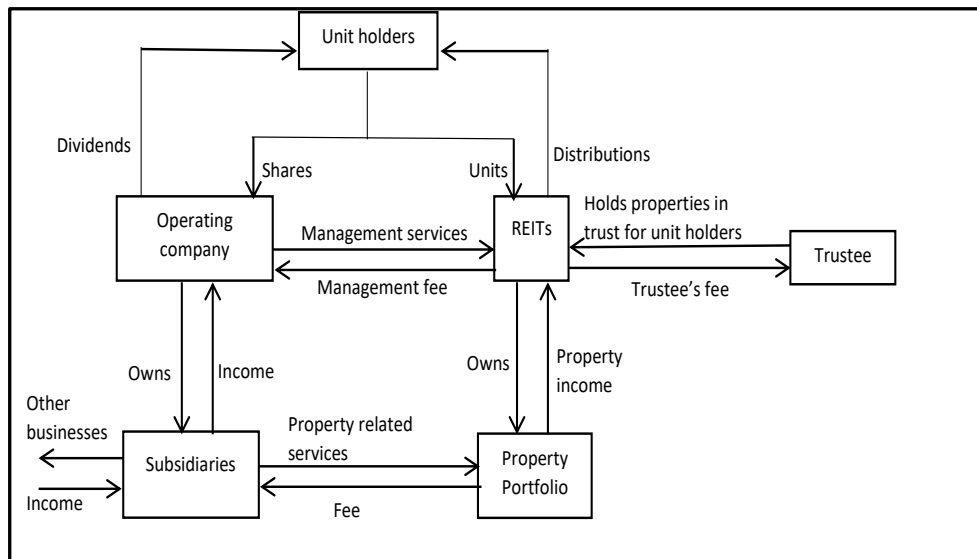 Unit holders
Dividends
Distributions
Shares
Units
Operating
company
Management services
REITs
Holds properties in
trust for unit holders
Trustee
Management fee
Trustee’s fee
Owns
Income
Owns
Property
income
Other
businesses
Subsidiaries
Property related
services
Property
Portfolio
Income
Fee